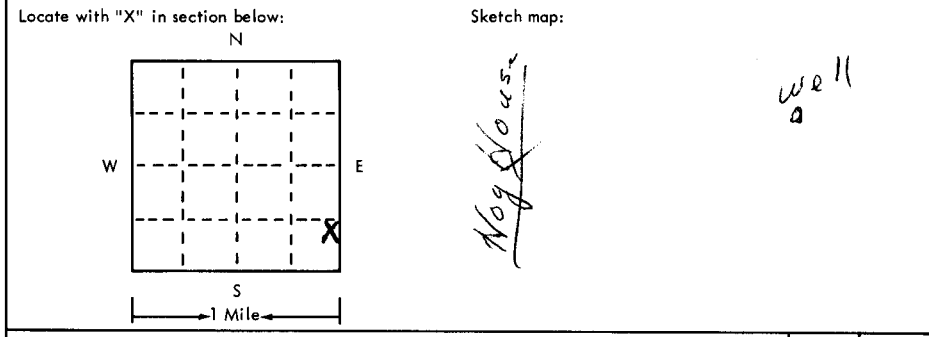 Locate with "X" in section below:
Sketch map:
N
W
E
X
S
1 Mile
Hog House
well